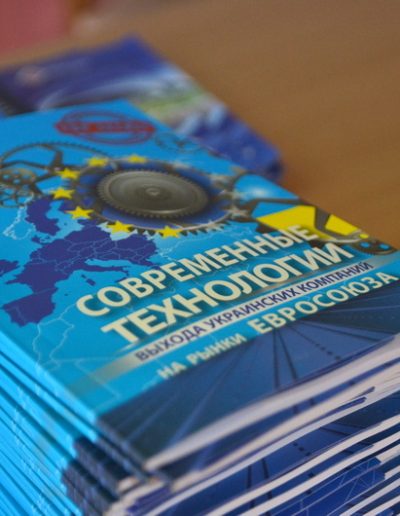 СОВРЕМЕННЫЕ
ТЕХНОЛОГИИ
ВЫХОДА УКРАИНСКИХ КОМПАНИЙ
НА РЫНКИ ЕВРОСОЮЗА